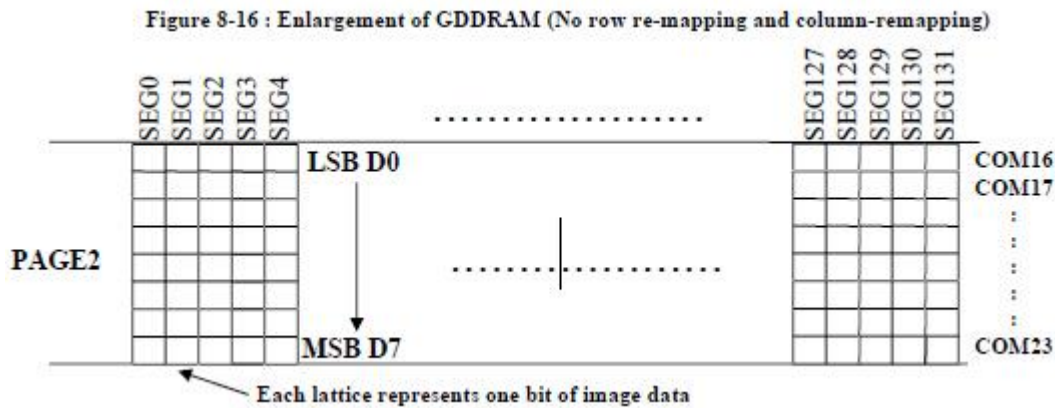 Figure 8-16 : Enlargement of GDDRAM (No row re-mapping and column-remapping)
SEG0
SEG1
SEG2
SEG3
SEG4
SEG127
SEG128
SEG129
SEG130
SEG131
....................
LSB D0
COM16
COM17
:
:
PAGE2
....................
:
:
:
MSB D7
COM23
Each lattice represents one bit of image data